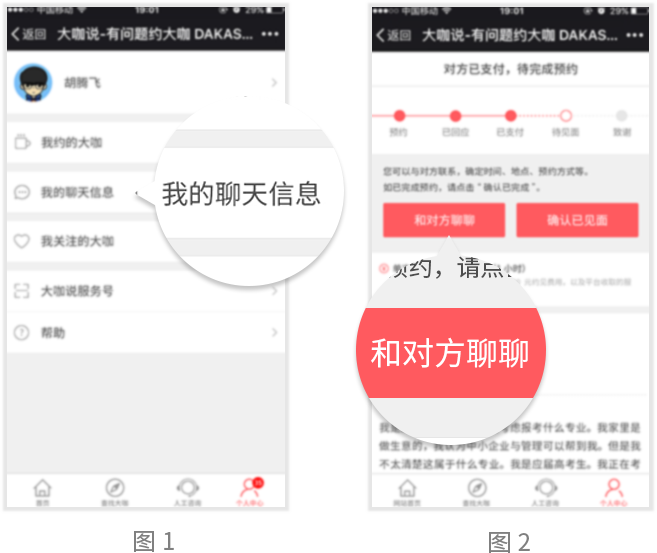 中国移动 19:01 29%
返回 大咖说-有问题约大咖 DAKAS...
胡腾飞
我约的大咖
我的聊天信息
我的聊天信息
我关注的大咖
大咖说服务号
帮助
首页 查找大咖 人工咨询 个人中心
图 1
中国移动 19:01 29%
返回 大咖说-有问题约大咖 DAKAS...
对方已支付，待完成预约
预约 已回应 已支付 待见面 致谢
您可以与对方联系，确定时间、地点、预约方式等。
如已完成预约，请点击“确认已完成”。
和对方聊聊 确认已见面
小时)
预约，请点
和对方聊聊
考虑报考什么专业。我家里是
做生意的，我认为中小企业与管理可以帮到我。但是我
不太清楚这属于什么专业。我是应届高考生。我正在考
网站首页 查找大咖 人工咨询 个人中心
图 2